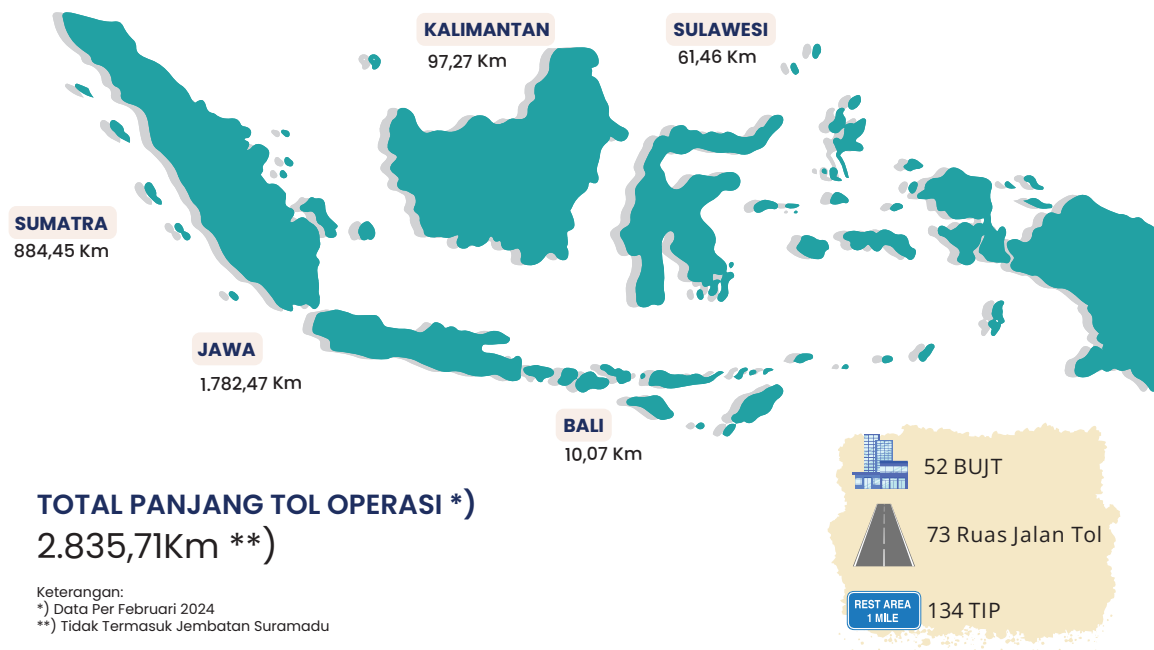 KALIMANTAN
97,27 Km
SULAWESI
61,46 Km
SUMATRA
884,45 Km
JAWA
1.782,47 Km
BALI
10,07 Km
TOTAL PANJANG TOL OPERASI *)
2.835,71Km **)
Keterangan:
*) Data Per Februari 2024
**) Tidak Termasuk Jembatan Suramadu
52 BUJT
73 Ruas Jalan Tol
REST AREA
1 MILE
134 TIP